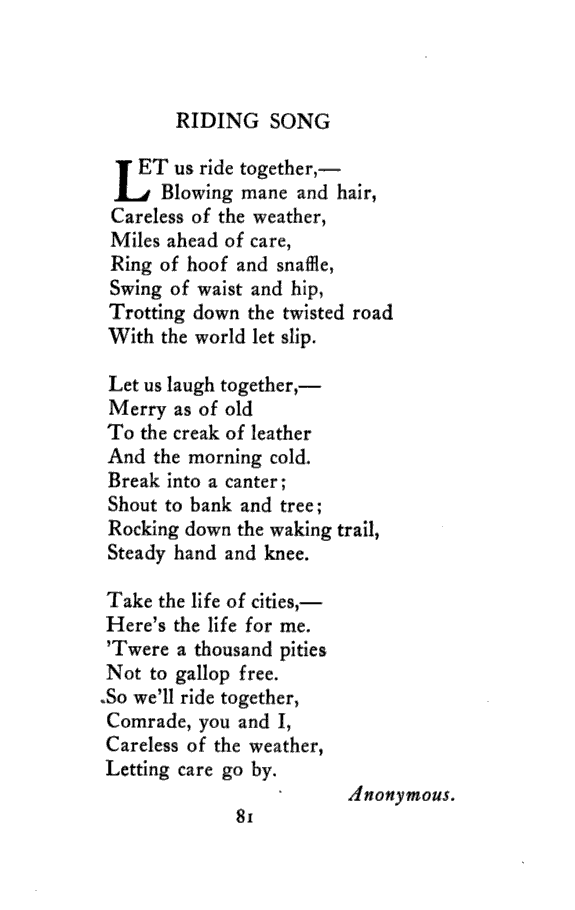 RIDING SONG
LET us ride together,—
Blowing mane and hair,
Careless of the weather,
Miles ahead of care,
Ring of hoof and snaffle,
Swing of waist and hip,
Trotting down the twisted road
With the world let slip.
Let us laugh together,—
Merry as of old
To the creak of leather
And the morning cold.
Break into a canter;
Shout to bank and tree;
Rocking down the waking trail,
Steady hand and knee.
Take the life of cities,—
Here's the life for me.
'Twere a thousand pities
Not to gallop free.
So we'll ride together,
Comrade, you and I,
Careless of the weather,
Letting care go by.
Anonymous.
81